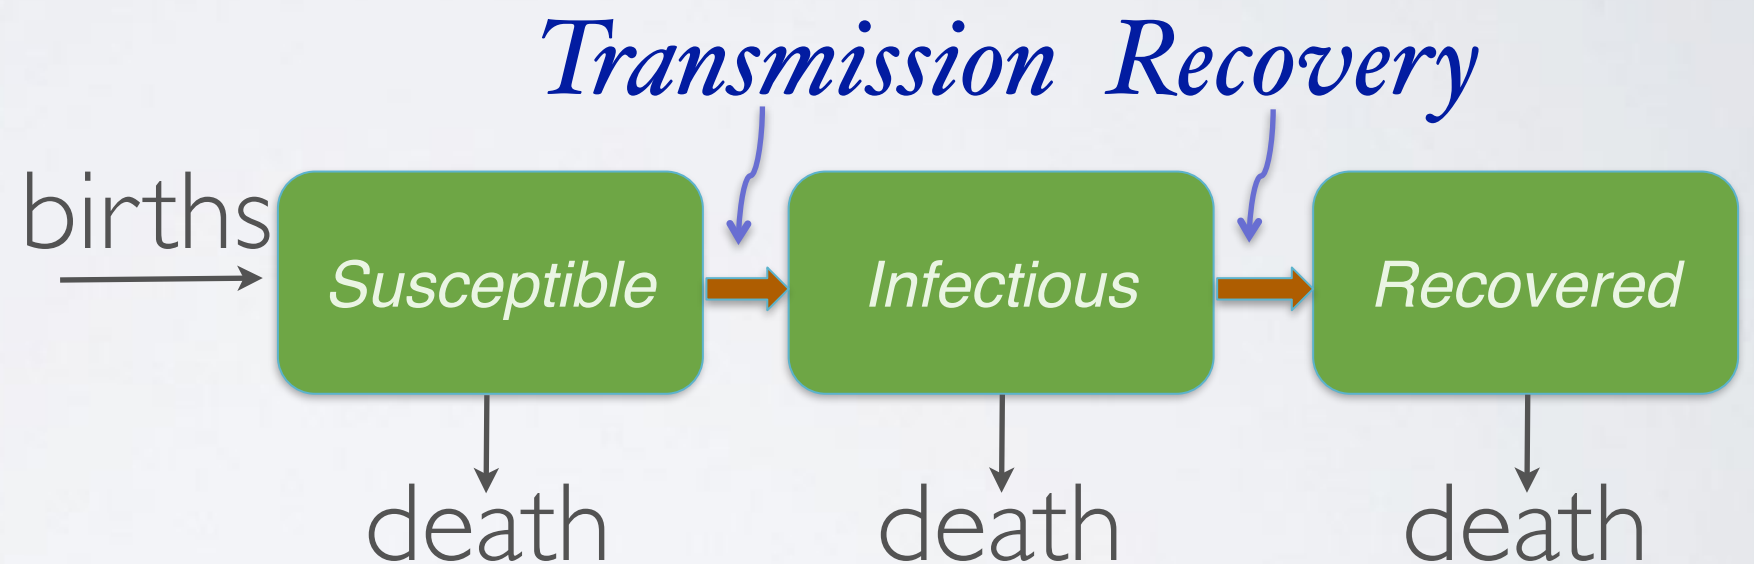 Transmission Recovery
births
Susceptible Infectious Recovered
death death death